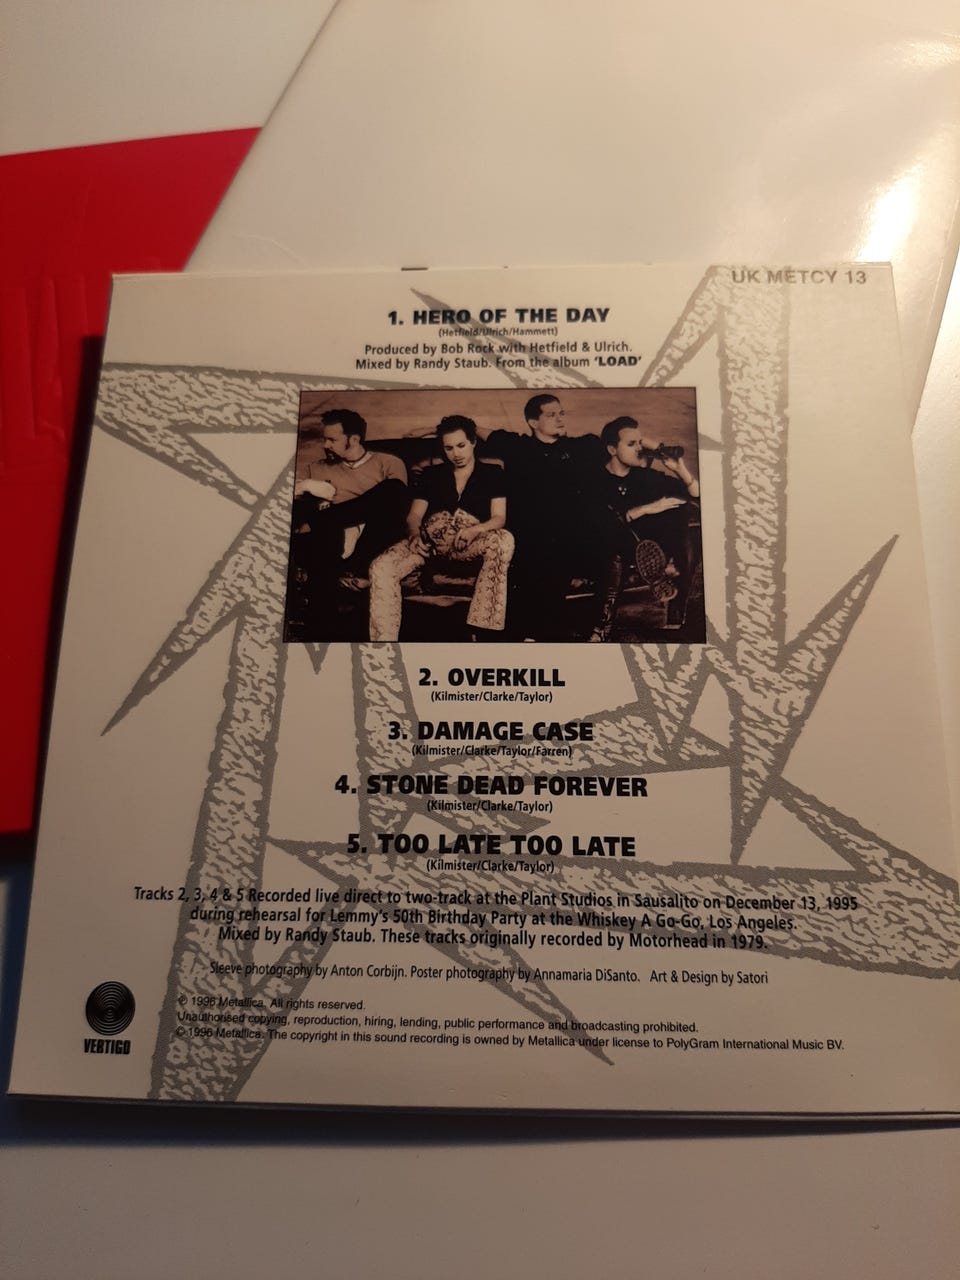 UK METCY 13
1. HERO OF THE DAY
(Hetfield/Ulrich/Hammett)
Produced by Bob Rock with Hetfield & Ulrich.
Mixed by Randy Staub. From the album 'LOAD'
2. OVERKILL
(Kilmister/Clarke/Taylor)
3. DAMAGE CASE
(Kilmister/Clarke/Taylor/Farren)
4. STONE DEAD FOREVER
(Kilmister/Clarke/Taylor)
5. TOO LATE TOO LATE
(Kilmister/Clarke/Taylor)
Tracks 2, 3, 4 & 5 Recorded live direct to two-track at the Plant Studios in Sausalito on December 13, 1995
during rehearsal for Lemmy's 50th Birthday Party at the Whiskey A Go-Go, Los Angeles.
Mixed by Randy Staub. These tracks originally recorded by Motorhead in 1979.
Sleeve photography by Anton Corbijn. Poster photography by Annamaria DiSanto. Art & Design by Satori
℗ 1996 Metallica. All rights reserved.
Unauthorised copying, reproduction, hiring, lending, public performance and broadcasting prohibited.
© 1996 Metallica. The copyright in this sound recording is owned by Metallica under license to PolyGram International Music BV.
VERTIGO